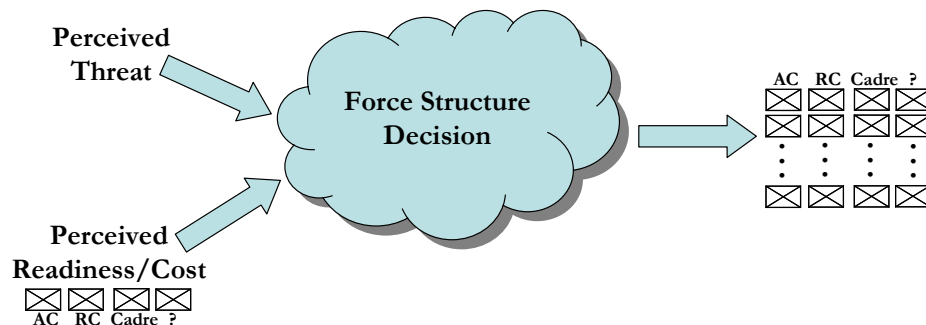 Perceived
Threat
Force Structure
Decision
AC RC Cadre ?
Perceived
Readiness/Cost
AC RC Cadre ?